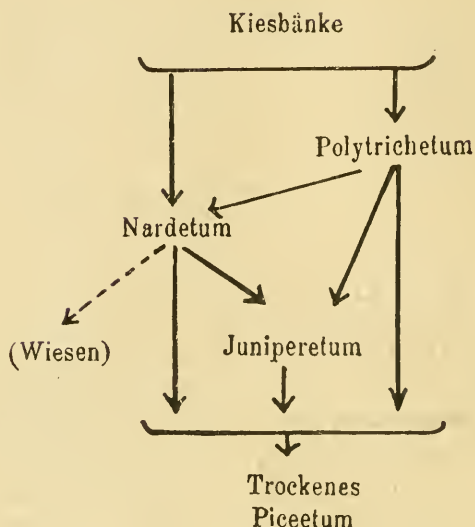 Kiesbänke
Polytrichetum
Nardetum
(Wiesen)
Juniperetum
Trockenes
Piceetum